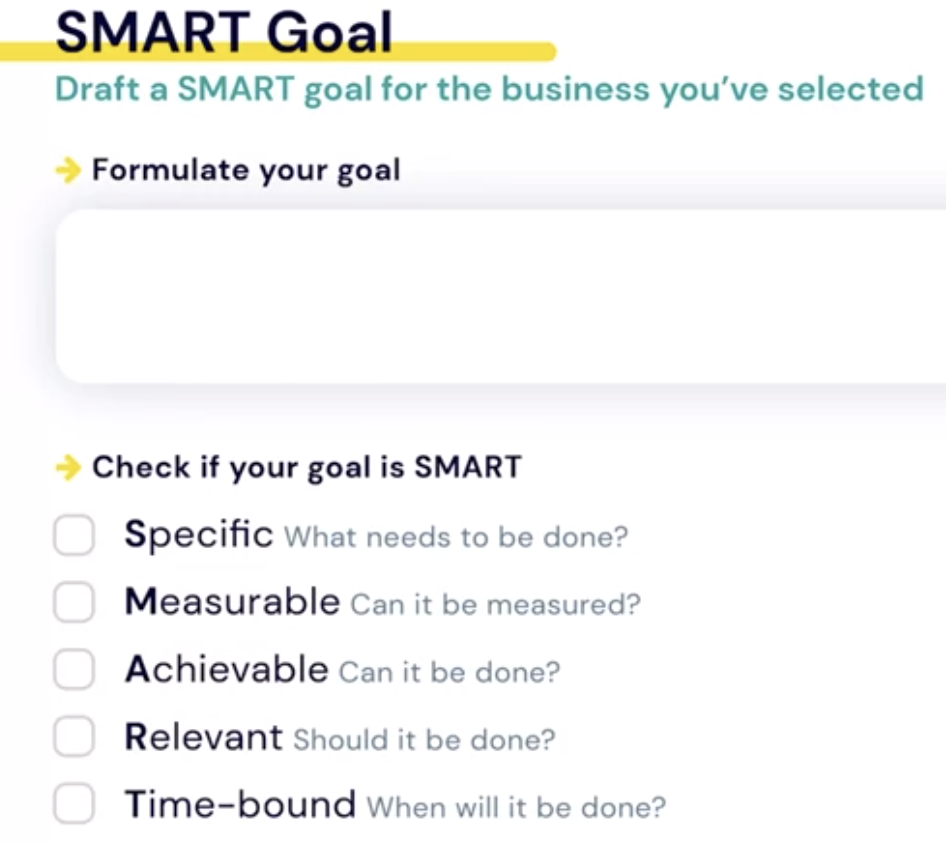 SMART Goal
Draft a SMART goal for the business you’ve selected
Formulate your goal
Check if your goal is SMART
Specific What needs to be done?
Measurable Can it be measured?
Achievable Can it be done?
Relevant Should it be done?
Time-bound When will it be done?